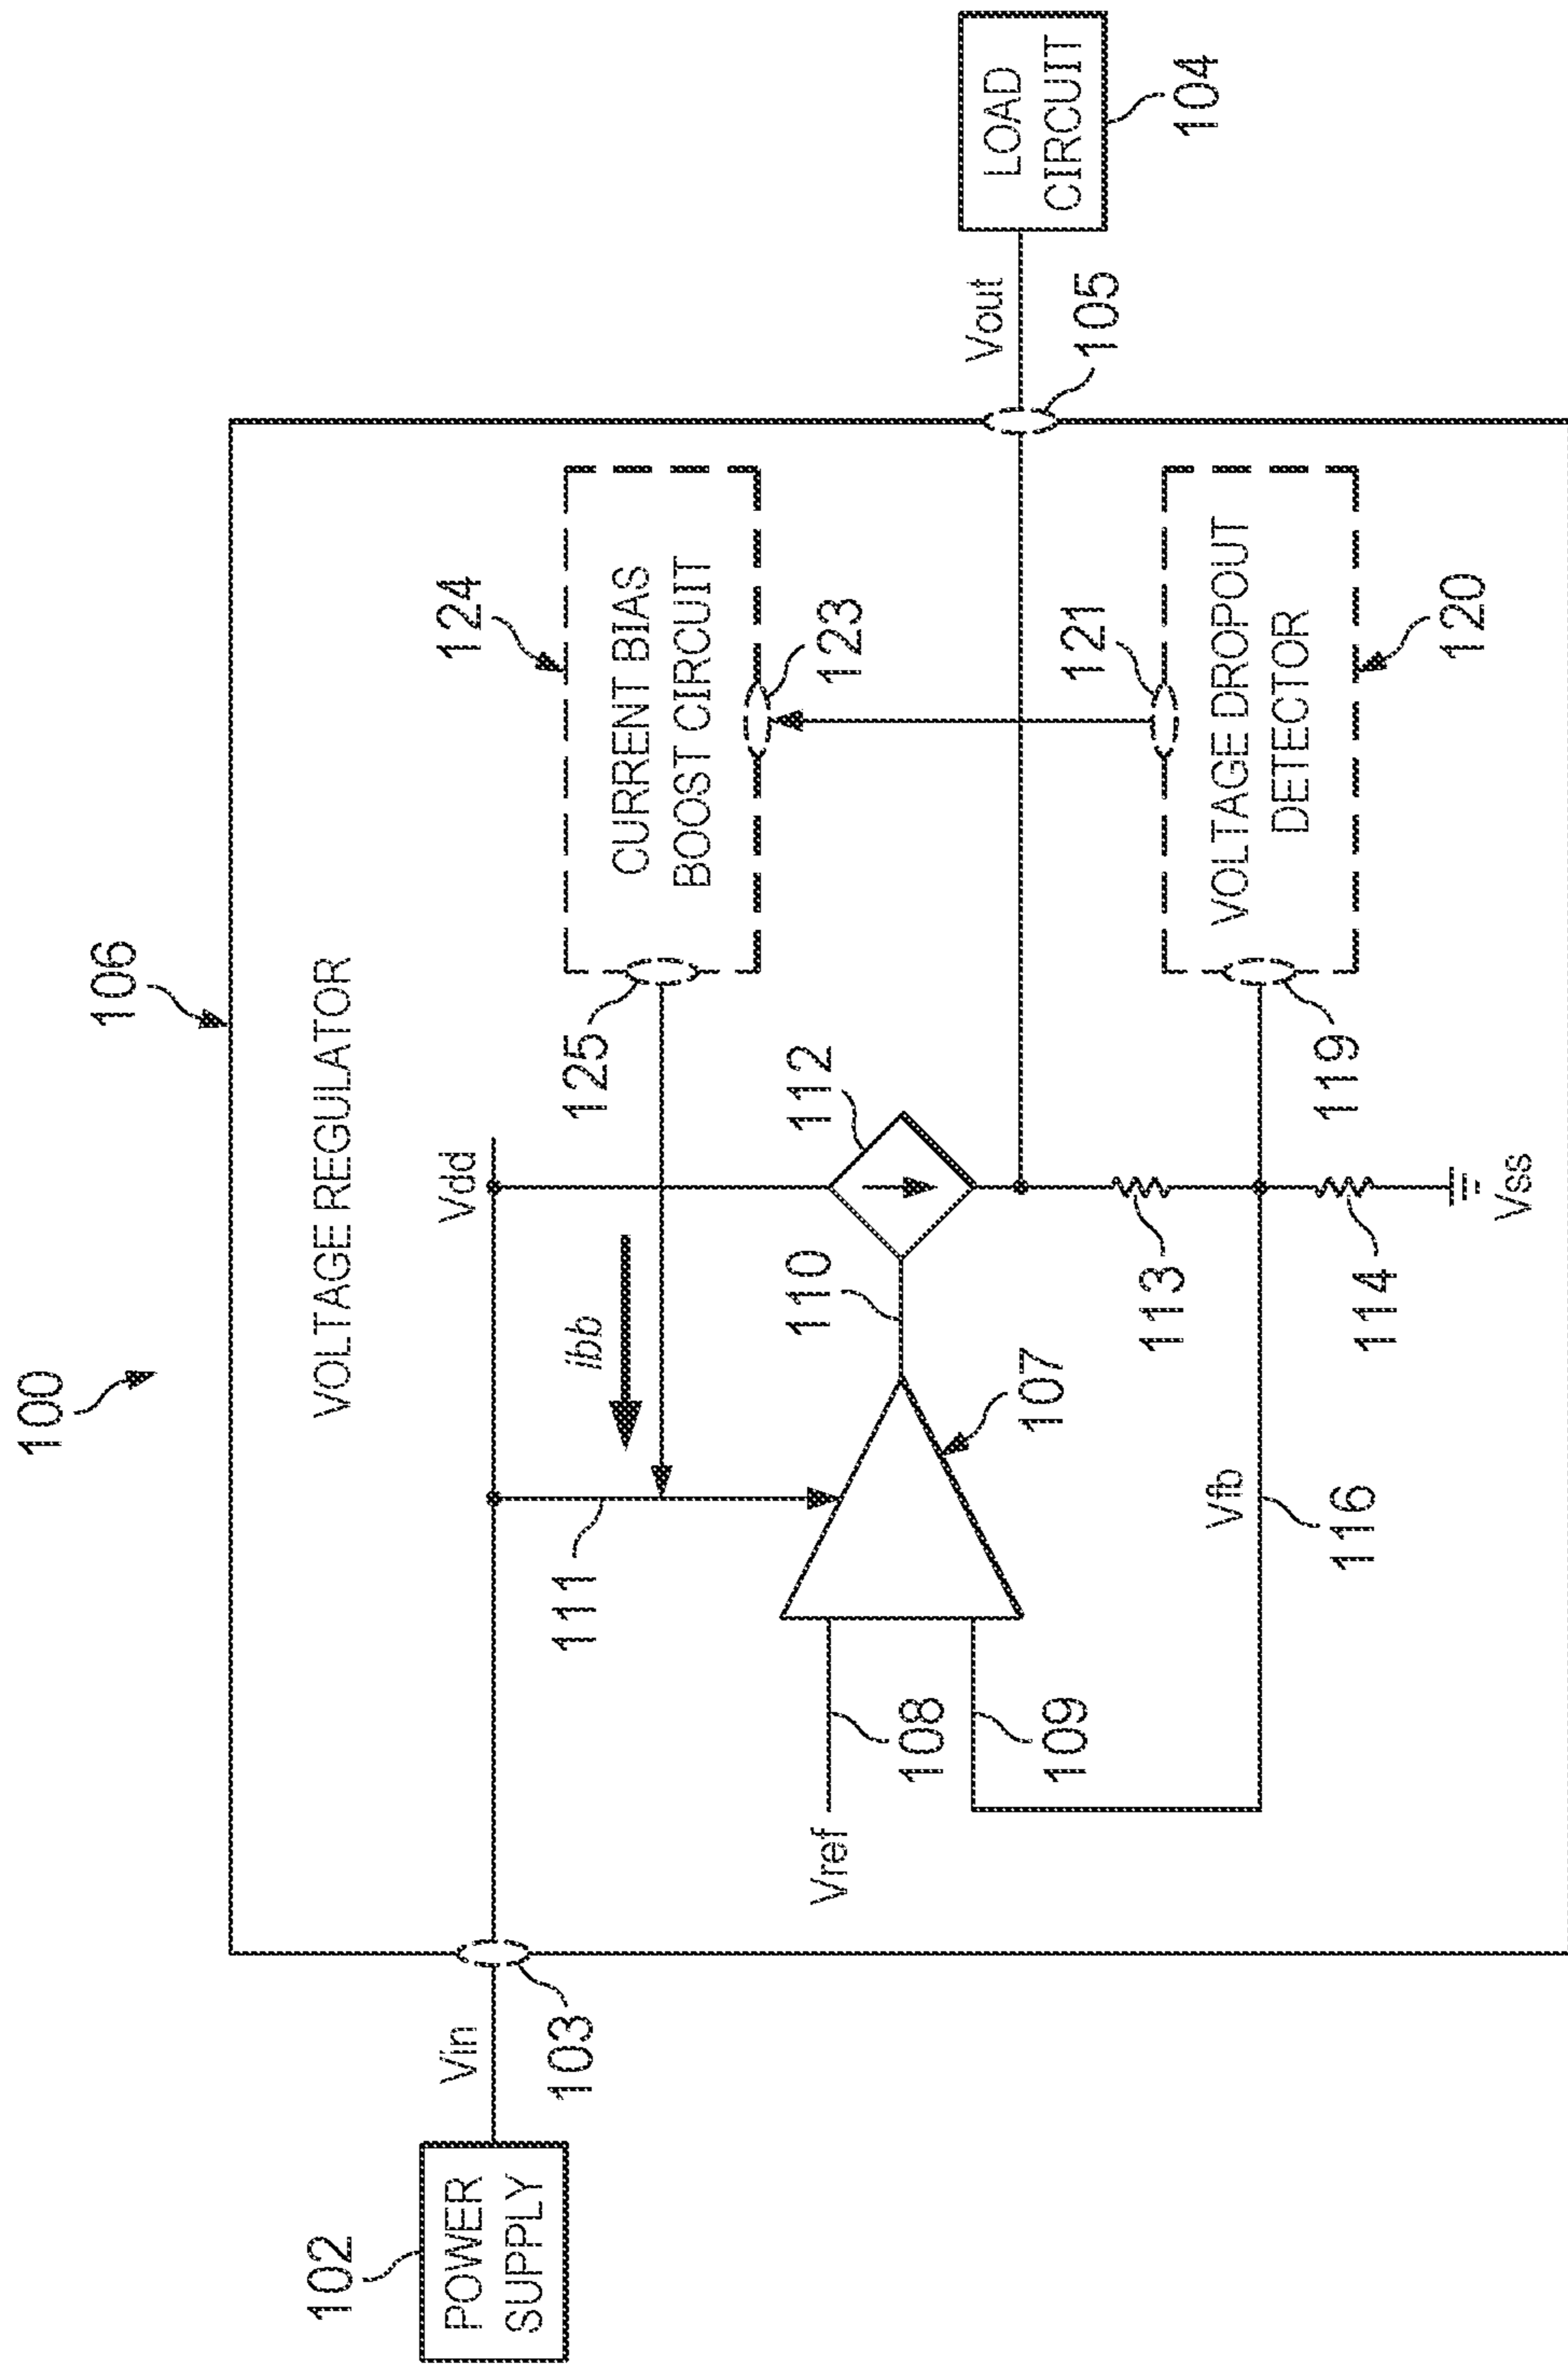 100
106
VOLTAGE REGULATOR
102
POWER
SUPPLY
Vin
103
Vdd
111
ibb
125
124
CURRENT BIAS
BOOST CIRCUIT
123
Vref
108
109
107
110
112
Vout
105
LOAD
CIRCUIT
104
121
VOLTAGE DROPOUT
DETECTOR
120
119
113
114
Vfb
116
Vss